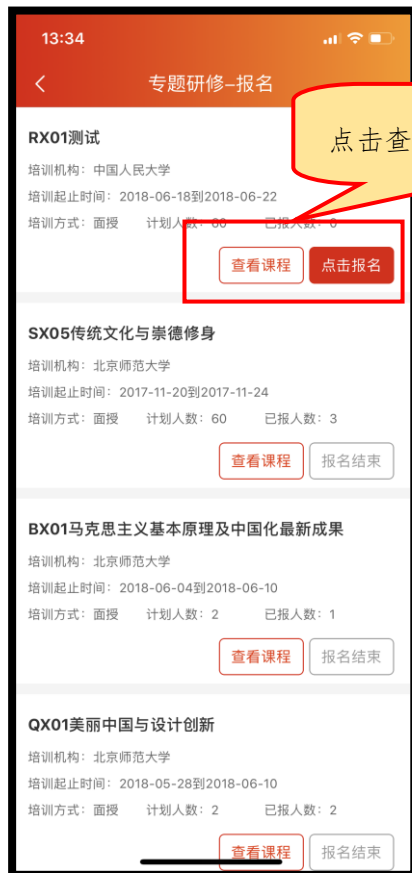 13:34
专题研修-报名
点击查
RX01测试
培训机构：中国人民大学
培训起止时间：2018-06-18到2018-06-22
培训方式：面授 计划人数：60 已报人数：0
查看课程 点击报名
SX05传统文化与崇德修身
培训机构：北京师范大学
培训起止时间：2017-11-20到2017-11-24
培训方式：面授 计划人数：60 已报人数：3
查看课程 报名结束
BX01马克思主义基本原理及中国化最新成果
培训机构：北京师范大学
培训起止时间：2018-06-04到2018-06-10
培训方式：面授 计划人数：2 已报人数：1
查看课程 报名结束
QX01美丽中国与设计创新
培训机构：北京师范大学
培训起止时间：2018-05-28到2018-06-10
培训方式：面授 计划人数：2 已报人数：2
查看课程 报名结束